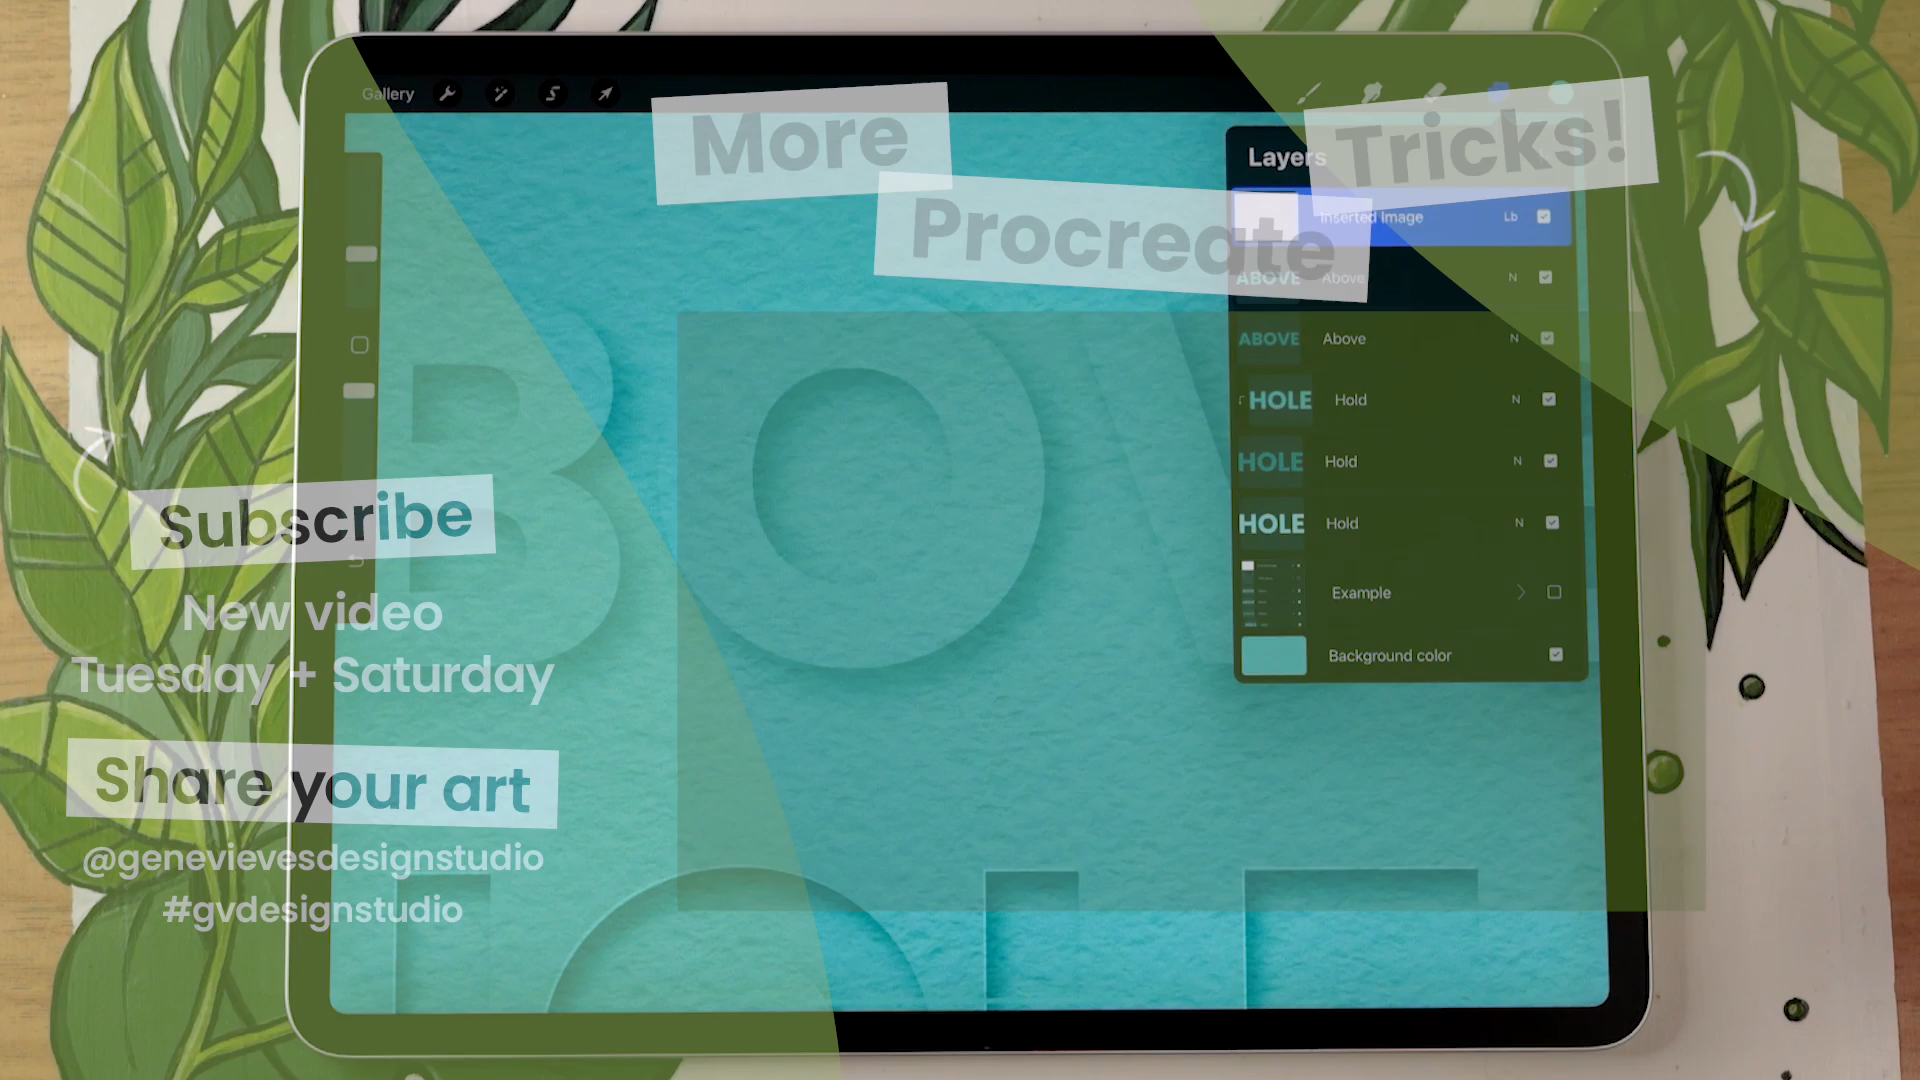 Gallery
More
Procreate
Tricks!
Layers
Inserted Image Lb
ABOVE Above N
ABOVE Above N
HOLE Hold N
HOLE Hold N
HOLE Hold N
Example
Background color
BOV
Subscribe
New video
Tuesday + Saturday
Share your art
@genevievesdesignstudio
#gvdesignstudio